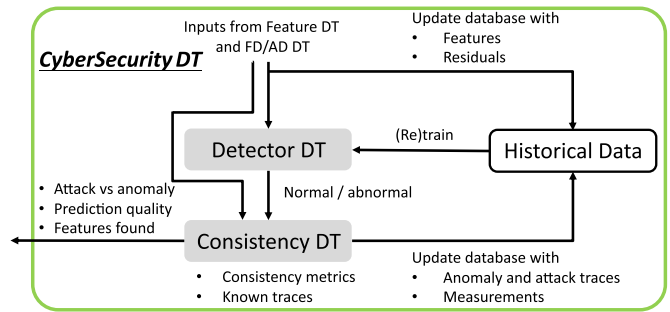 Inputs from Feature DT
and FD/AD DT
Update database with
• Features
• Residuals
CyberSecurity DT
(Re)train
Detector DT
Historical Data
Normal / abnormal
• Attack vs anomaly
• Prediction quality
• Features found
Consistency DT
• Consistency metrics
• Known traces
Update database with
• Anomaly and attack traces
• Measurements